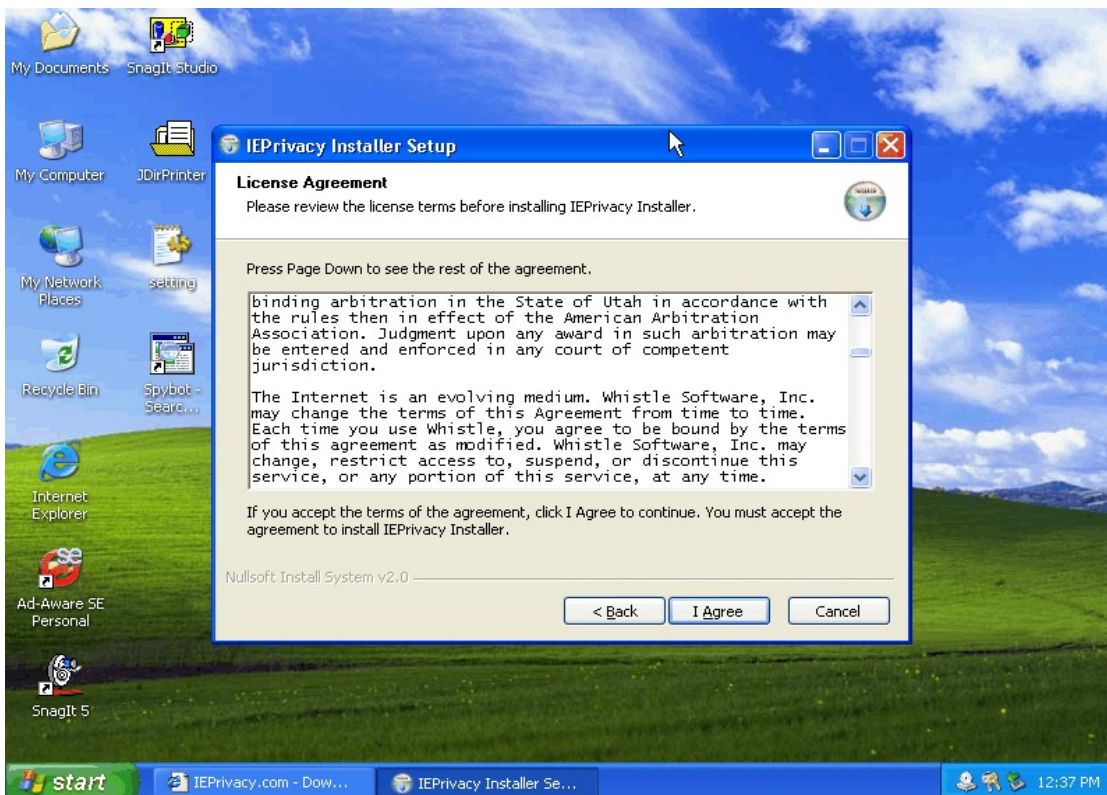 My Documents
SnagIt Studio
My Computer
JDirPrinter
My Network
Places
setting
Recycle Bin
Spybot -
Searc...
Internet
Explorer
Ad-Aware SE
Personal
SnagIt 5
IEPrivacy Installer Setup
License Agreement
Please review the license terms before installing IEPrivacy Installer.
Press Page Down to see the rest of the agreement.
binding arbitration in the State of Utah in accordance with
the rules then in effect of the American Arbitration
Association. Judgment upon any award in such arbitration may
be entered and enforced in any court of competent
jurisdiction.
The Internet is an evolving medium. Whistle Software, Inc.
may change the terms of this Agreement from time to time.
Each time you use Whistle, you agree to be bound by the terms
of this agreement as modified. Whistle Software, Inc. may
change, restrict access to, suspend, or discontinue this
service, or any portion of this service, at any time.
If you accept the terms of the agreement, click I Agree to continue. You must accept the
agreement to install IEPrivacy Installer.
Nullsoft Install System v2.0
< Back
I Agree
Cancel
start
IEPrivacy.com - Dow...
IEPrivacy Installer Se...
12:37 PM